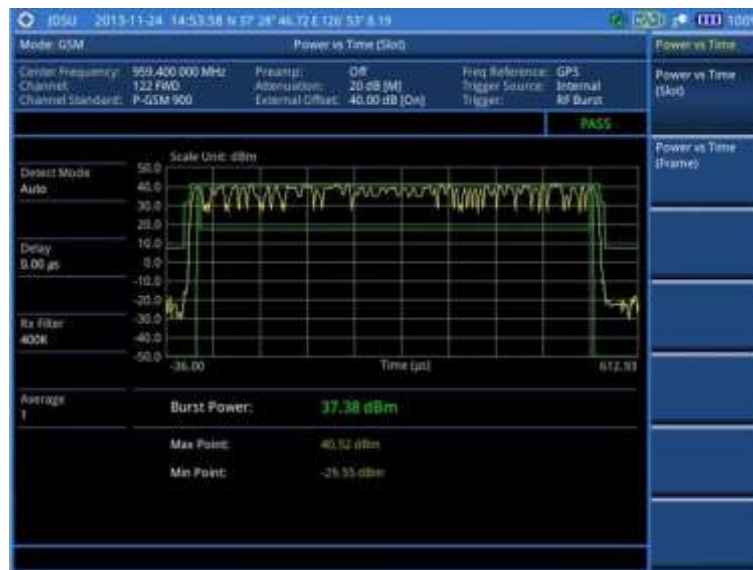 JDSU 2013-11-24 14:53:58 N 37° 28' 46.72 E 126° 53' 8.19
Mode: GSM Power vs Time (Slot) Power vs Time
Center Frequency: 959.400 000 MHz Preamp: Off Freq Reference: GPS
Channel: 122 FWD Attenuation: 20 dB [M] Trigger Source: Internal
Channel Standard: P-GSM 900 External Offset: 40.00 dB [On] Trigger: RF Burst
Power vs Time (Slot)
PASS
Power vs Time (Frame)
Scale Unit: dBm
Detect Mode
Auto
Delay
0.00 µs
Rx Filter
400K
Average
1
50.0
40.0
30.0
20.0
10.0
0.0
-10.0
-20.0
-30.0
-40.0
-50.0
-36.00 Time (µs) 612.93
Burst Power: 37.38 dBm
Max Point: 40.52 dBm
Min Point: dBm